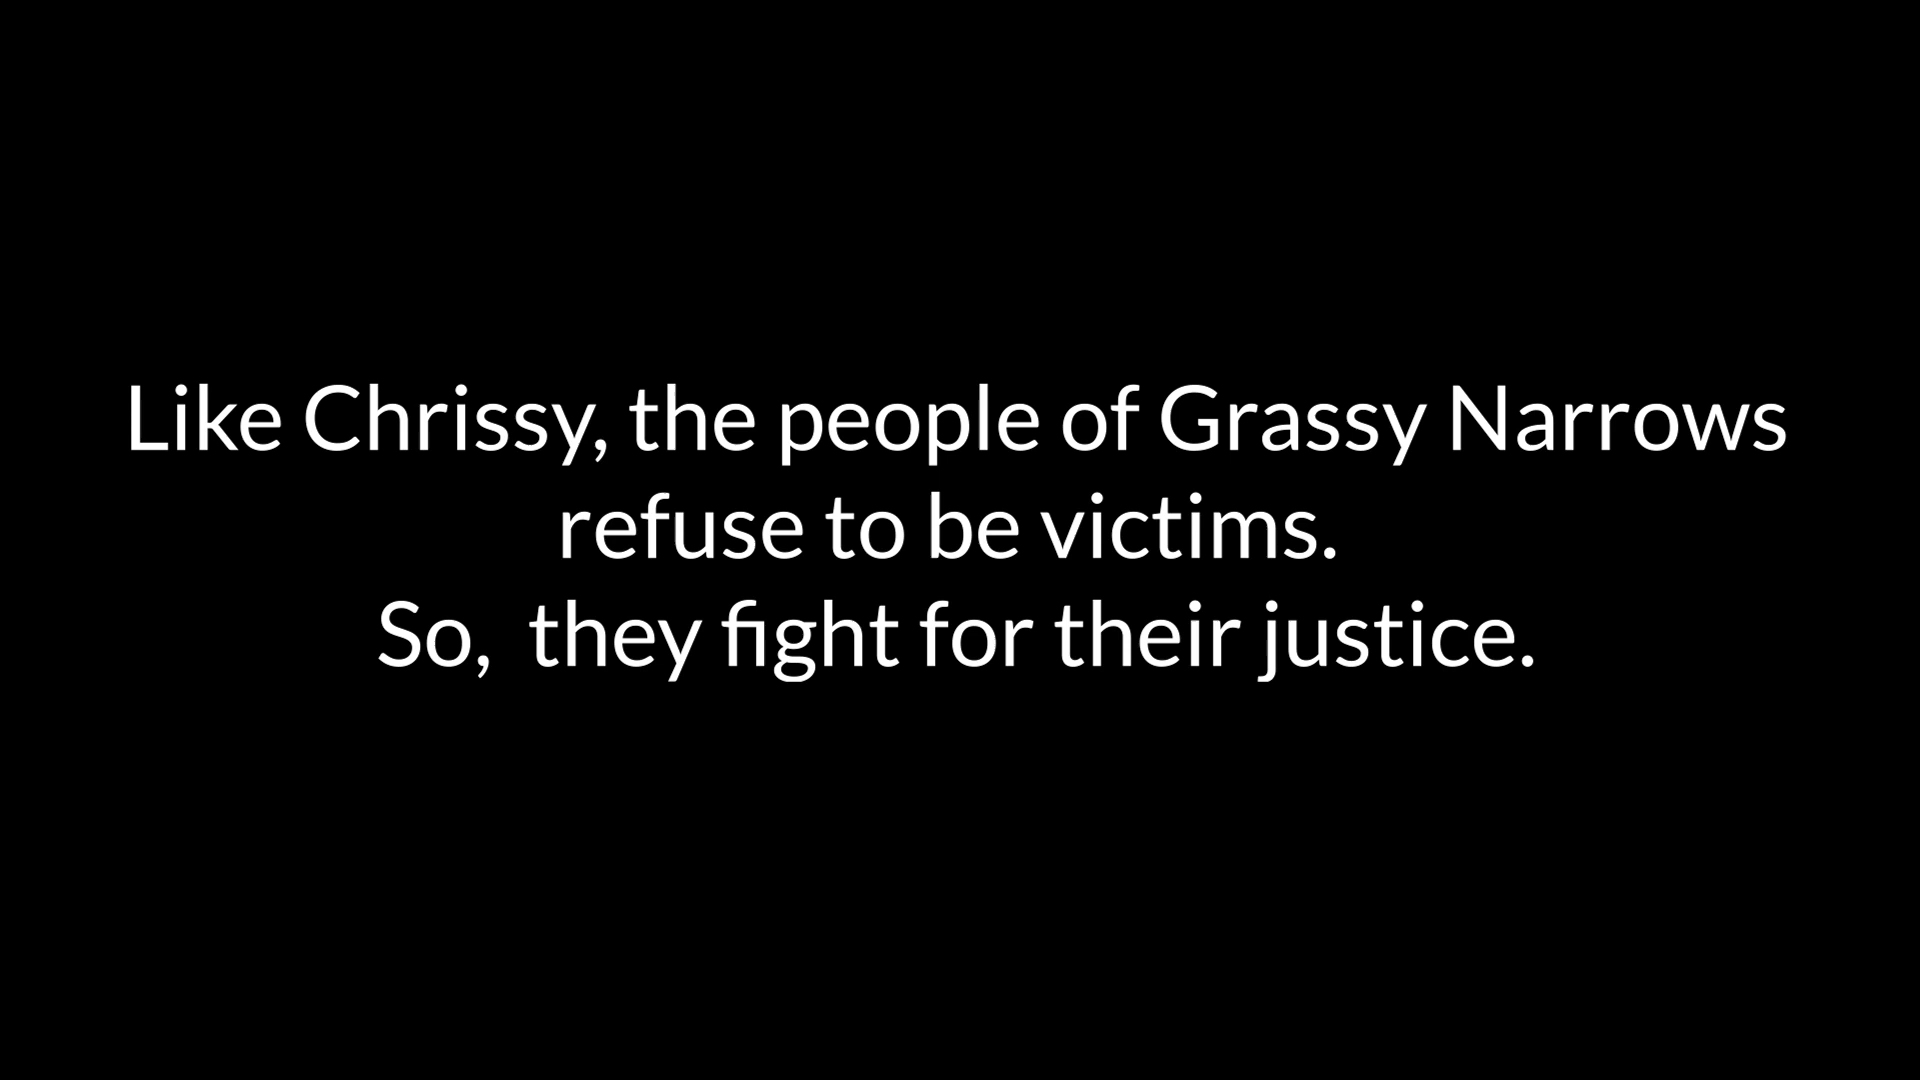 Like Chrissy, the people of Grassy Narrows
refuse to be victims.
So,  they fight for their justice.